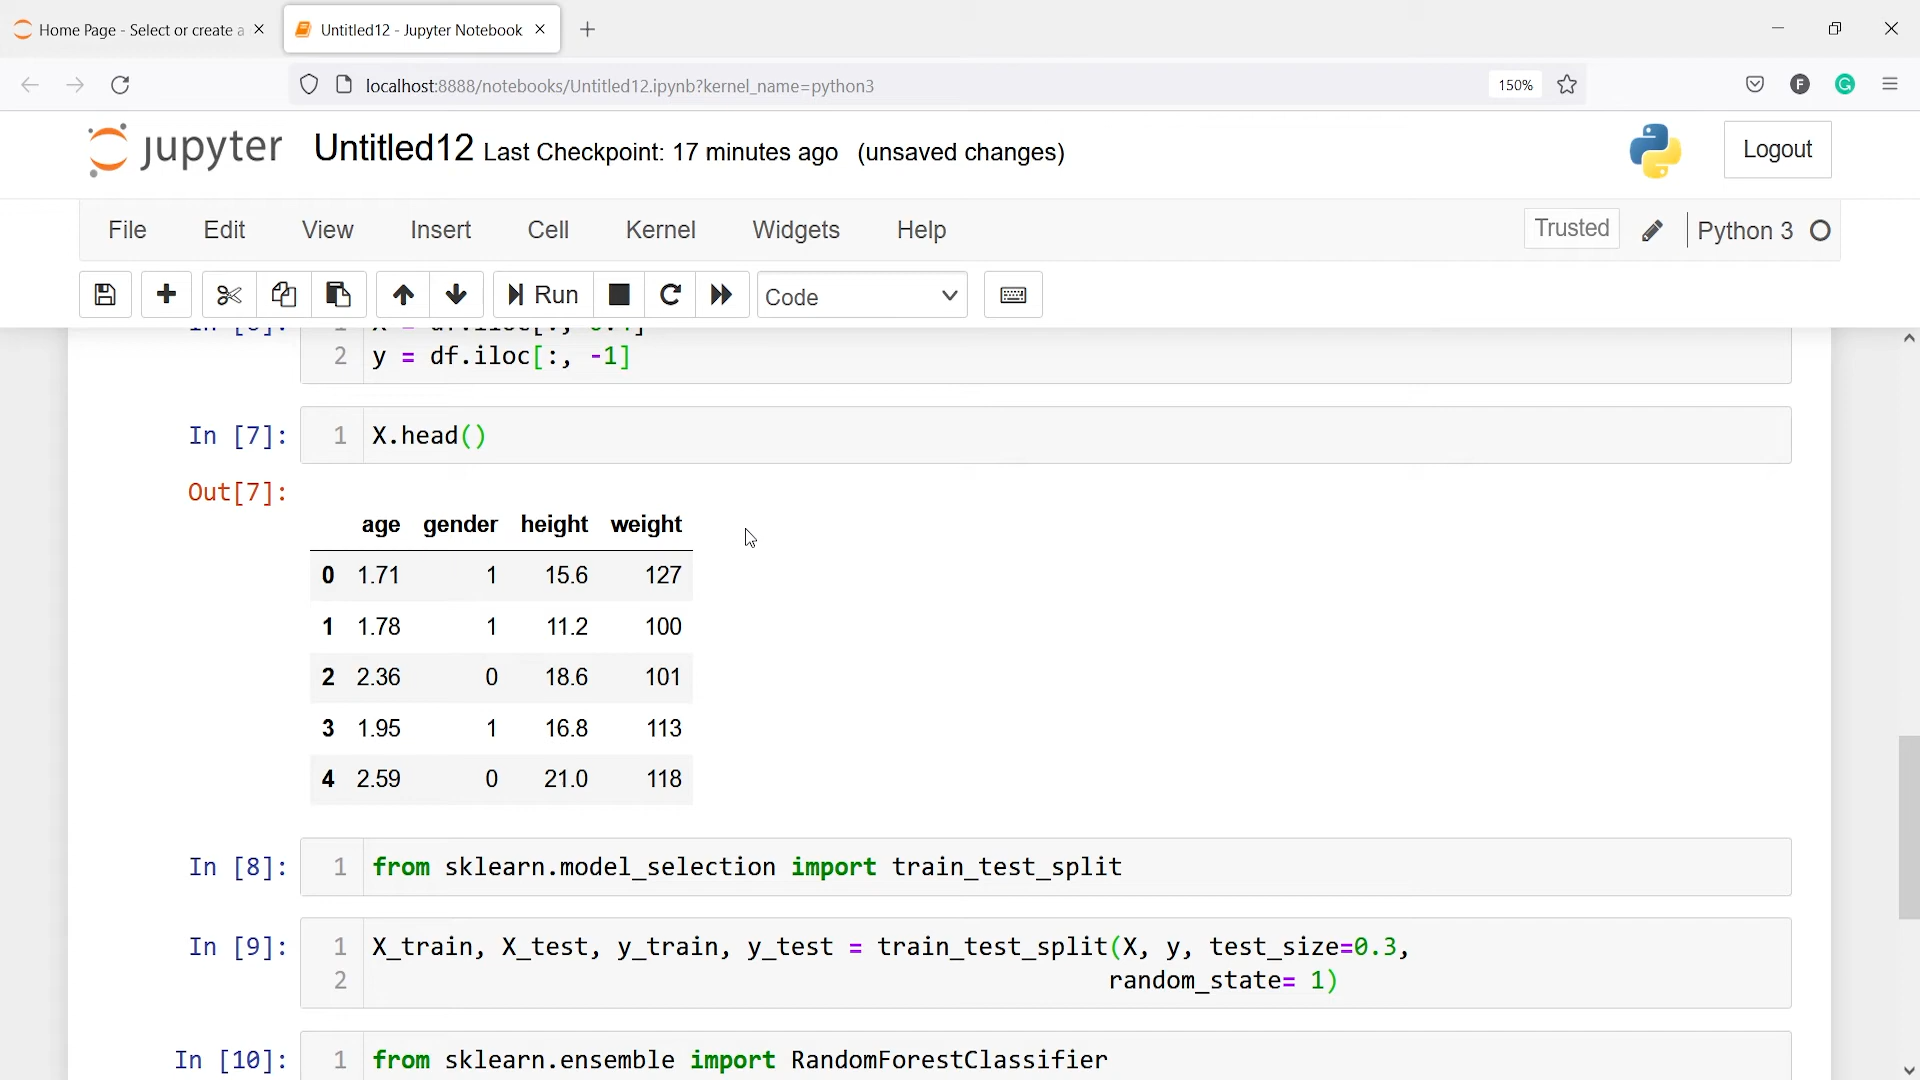 Home Page - Select or create a
Untitled12 - Jupyter Notebook
localhost:8888/notebooks/Untitled12.ipynb?kernel_name=python3
150%
F
G
jupyter Untitled12 Last Checkpoint: 17 minutes ago (unsaved changes)
Logout
File Edit View Insert Cell Kernel Widgets Help
Trusted
Python 3
Run
Code
2 y = df.iloc[:, -1]
In [7]: 1 X.head()
Out[7]:
age gender height weight
0 1.71 1 15.6 127
1 1.78 1 11.2 100
2 2.36 0 18.6 101
3 1.95 1 16.8 113
4 2.59 0 21.0 118
In [8]: 1 from sklearn.model_selection import train_test_split
In [9]: 1 X_train, X_test, y_train, y_test = train_test_split(X, y, test_size=0.3,
2 random_state= 1)
In [10]: 1 from sklearn.ensemble import RandomForestClassifier